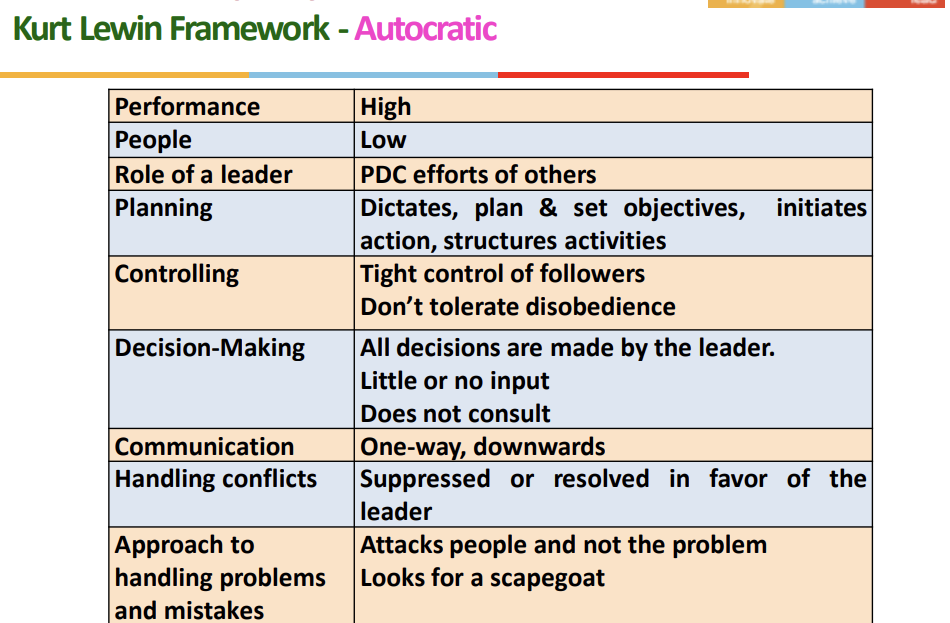 innovate achieve lead
Kurt Lewin Framework - Autocratic
Performance High
People Low
Role of a leader PDC efforts of others
Planning Dictates, plan & set objectives, initiates
action, structures activities
Controlling Tight control of followers
Don't tolerate disobedience
Decision-Making All decisions are made by the leader.
Little or no input
Does not consult
Communication One-way, downwards
Handling conflicts Suppressed or resolved in favor of the
leader
Approach to Attacks people and not the problem
handling problems Looks for a scapegoat
and mistakes